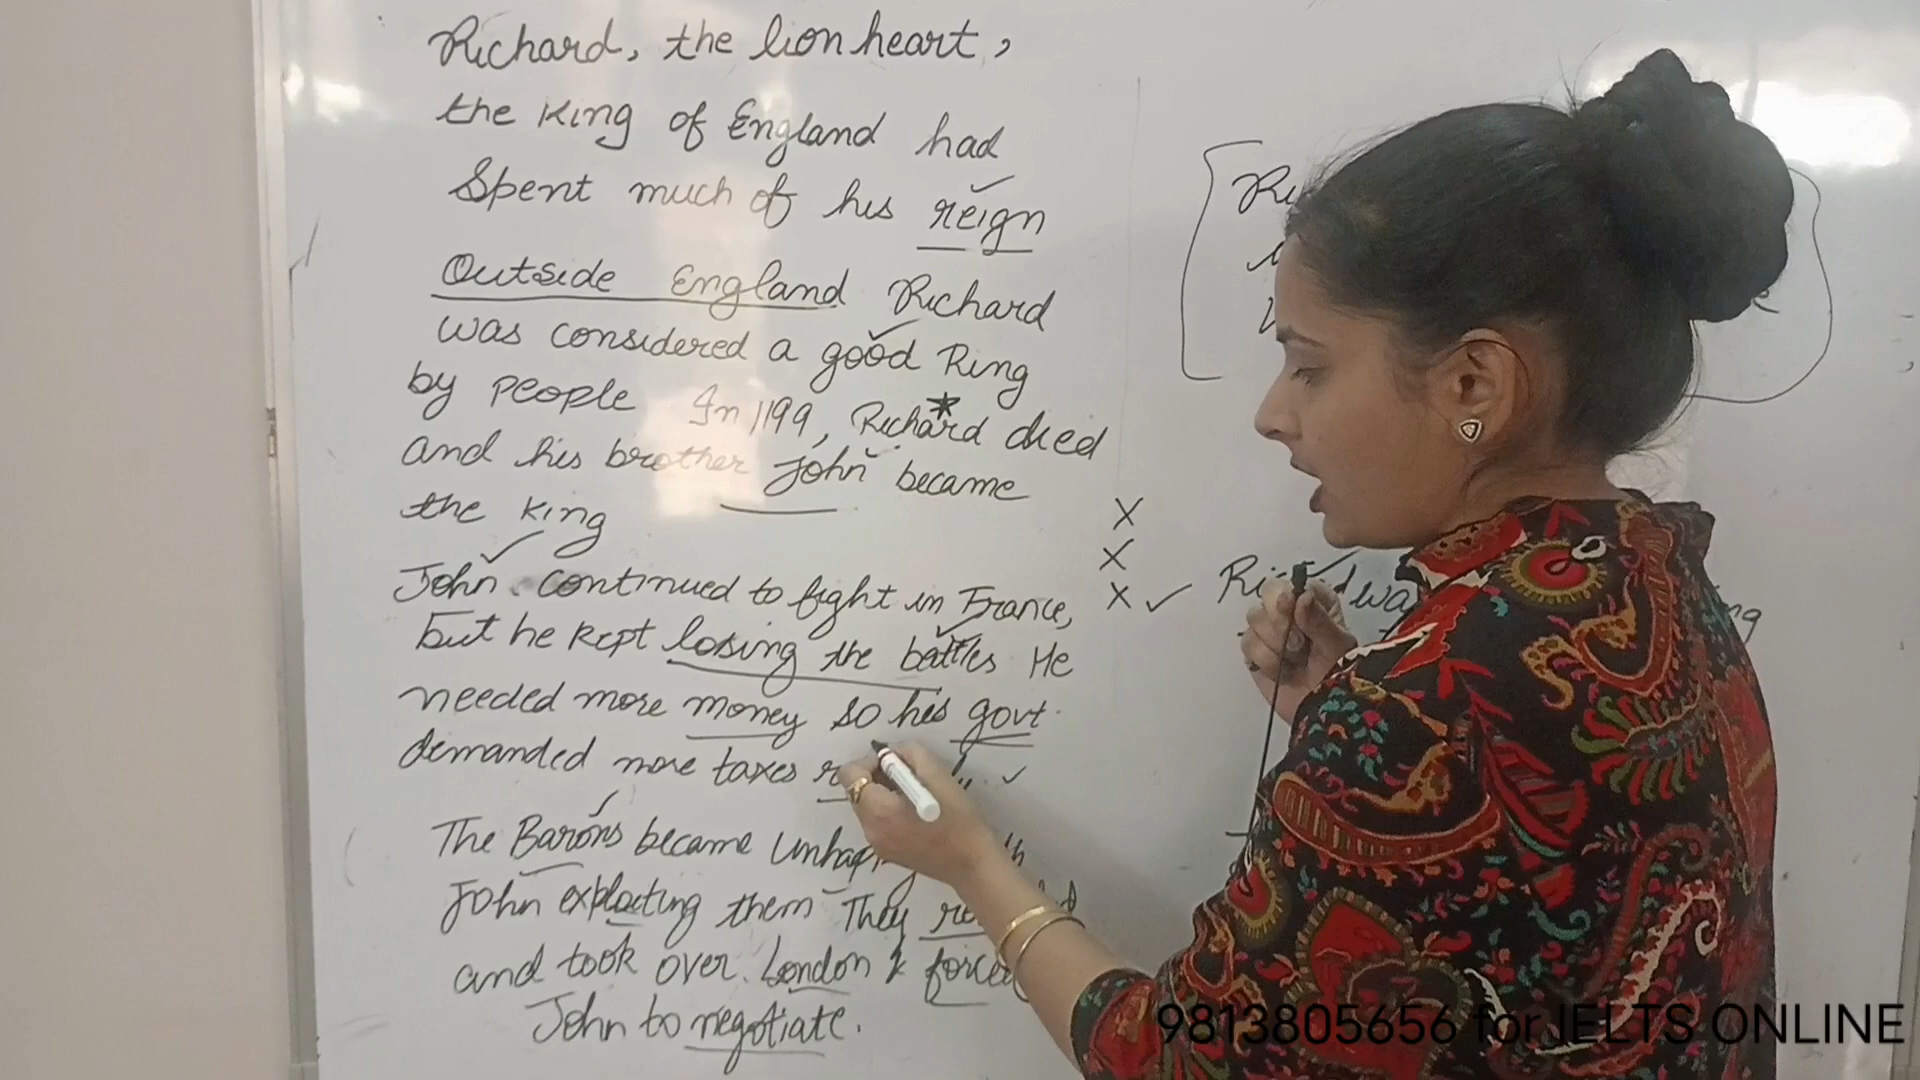 Richard, the lion heart,
the King of England had
Spent much of his reign
Outside England Richard
was considered a good King
by people In 1199, Richard died
and his brother John became
the King
John continued to fight in France,
but he kept losing the battles He
needed more money so his govt.
demanded more taxes
The Barons became
John exploiting them They
and took over London & forced
John to negotiate.
X
X
X ✓
9813805656 for IELTS ONLINE